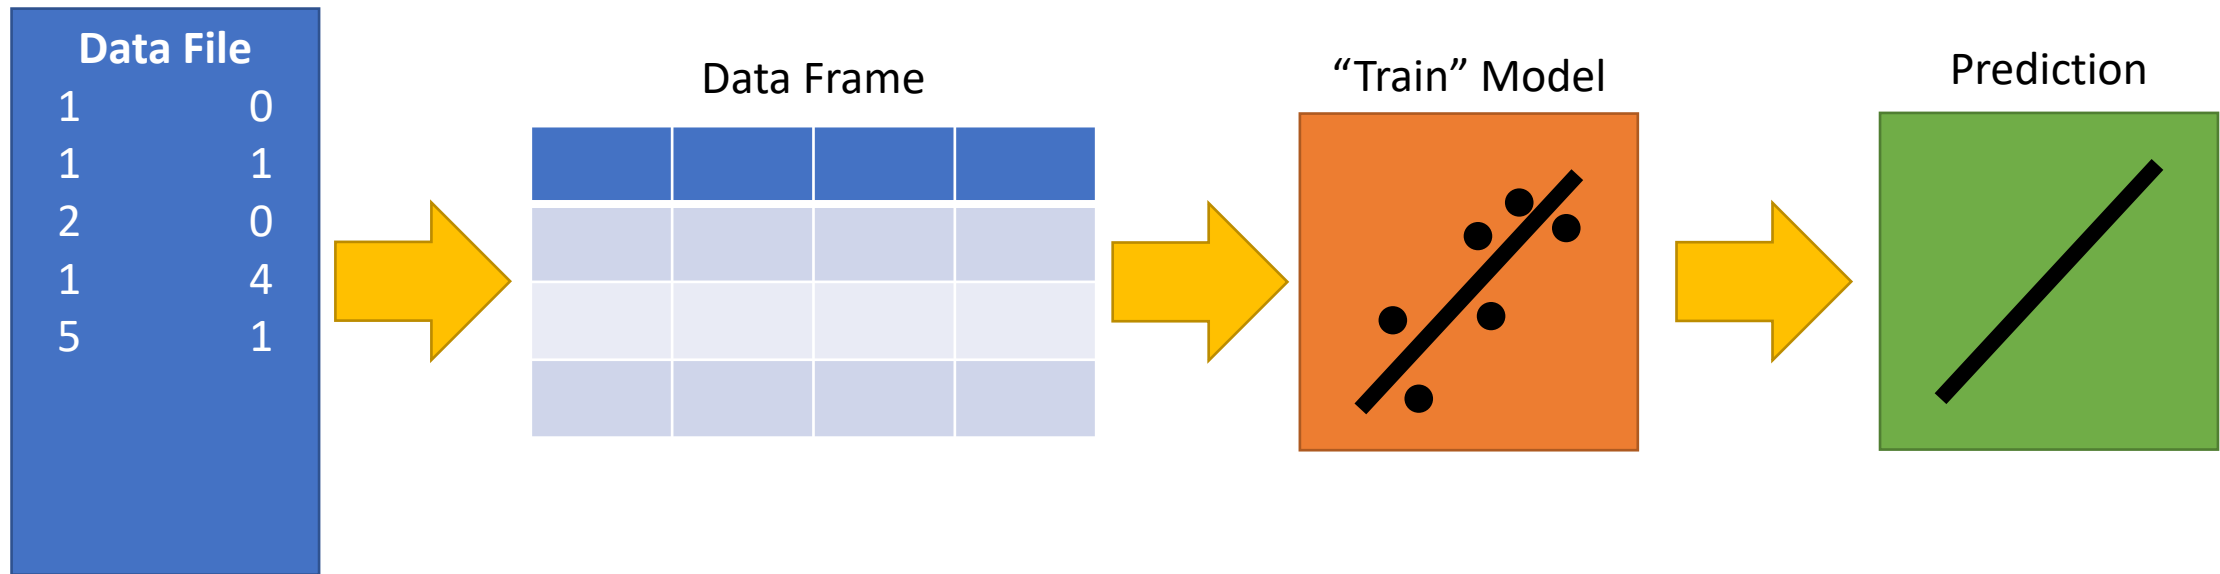 Data File
1 0
1 1
2 0
1 4
5 1
Data Frame
“Train” Model
Prediction